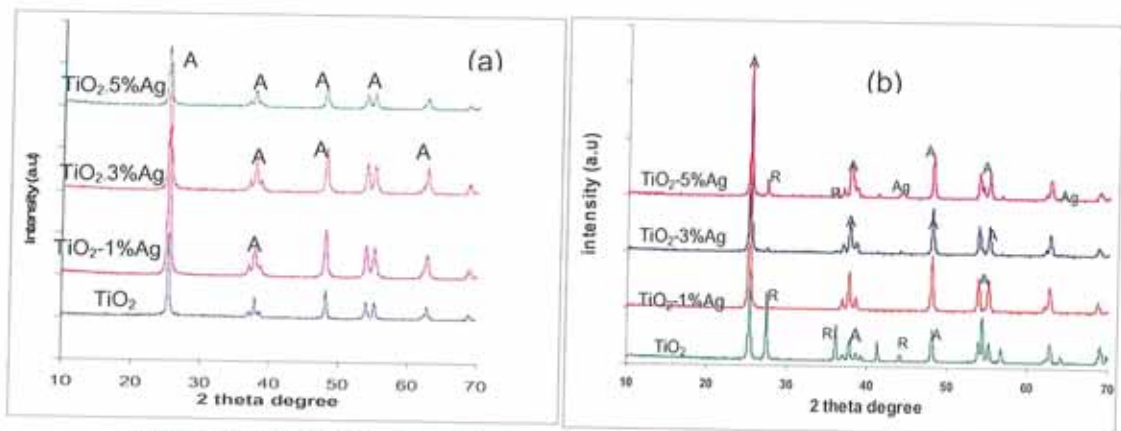 (a)
A
TiO2.5%Ag
A
A
A
TiO2.3%Ag
A
A
A
TiO2-1%Ag
A
TiO2
Intensity (a.u)
10 20 30 40 50 60 70
2 theta degree
(b)
A
TiO2-5%Ag
R
R
A
Ag
A
A
Ag
TiO2-3%Ag
A
A
A
TiO2-1%Ag
A
TiO2
R
R
A
R
A
intensity (a.u)
10 20 30 40 50 60 70
2 theta degree